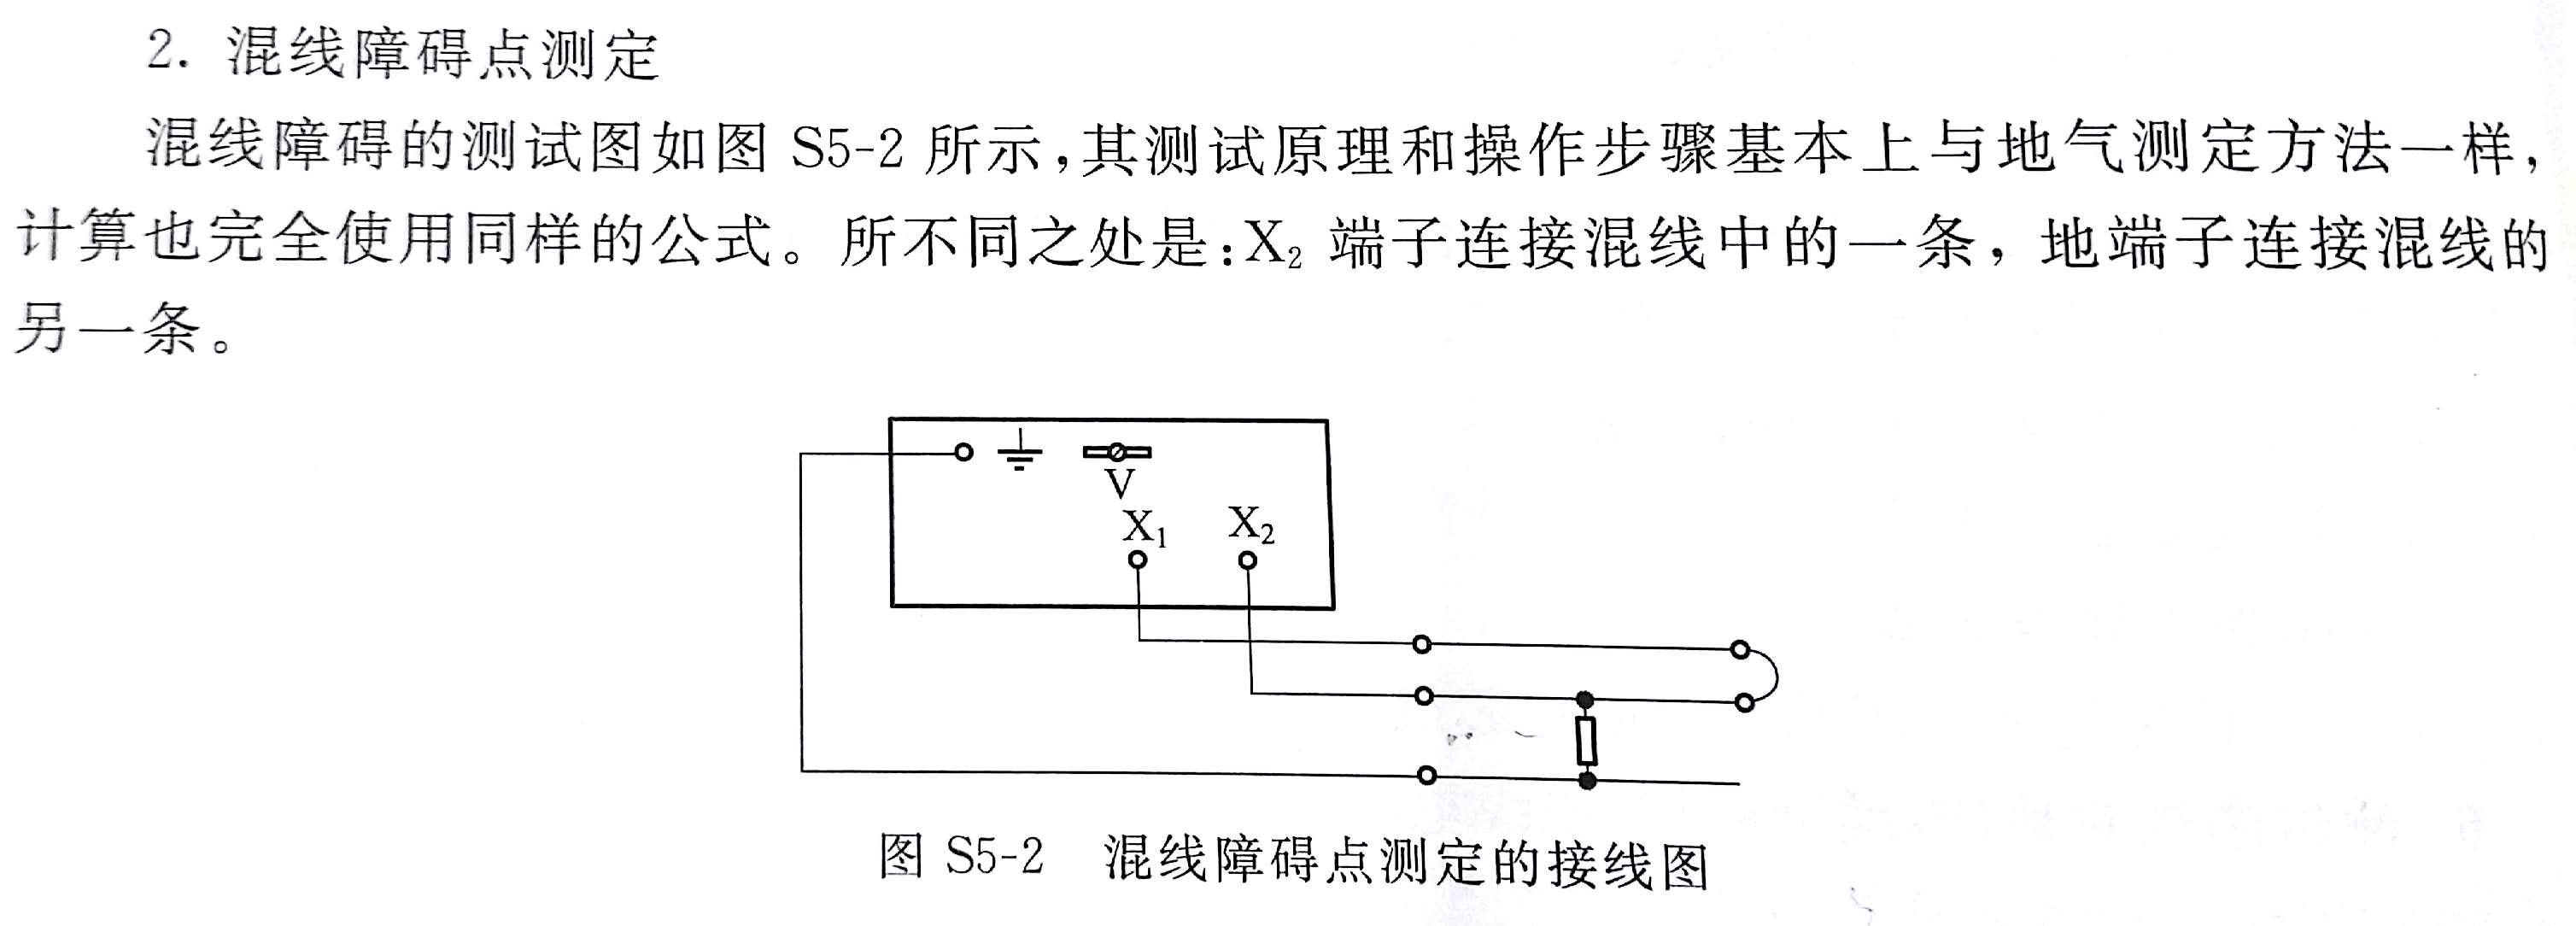 2. 混线障碍点测定
混线障碍的测试图如图 S5-2 所示,其测试原理和操作步骤基本上与地气测定方法一样,
计算也完全使用同样的公式。所不同之处是:X₂ 端子连接混线中的一条，地端子连接混线的
另一条。
V
X₁ X₂
图 S5-2 混线障碍点测定的接线图